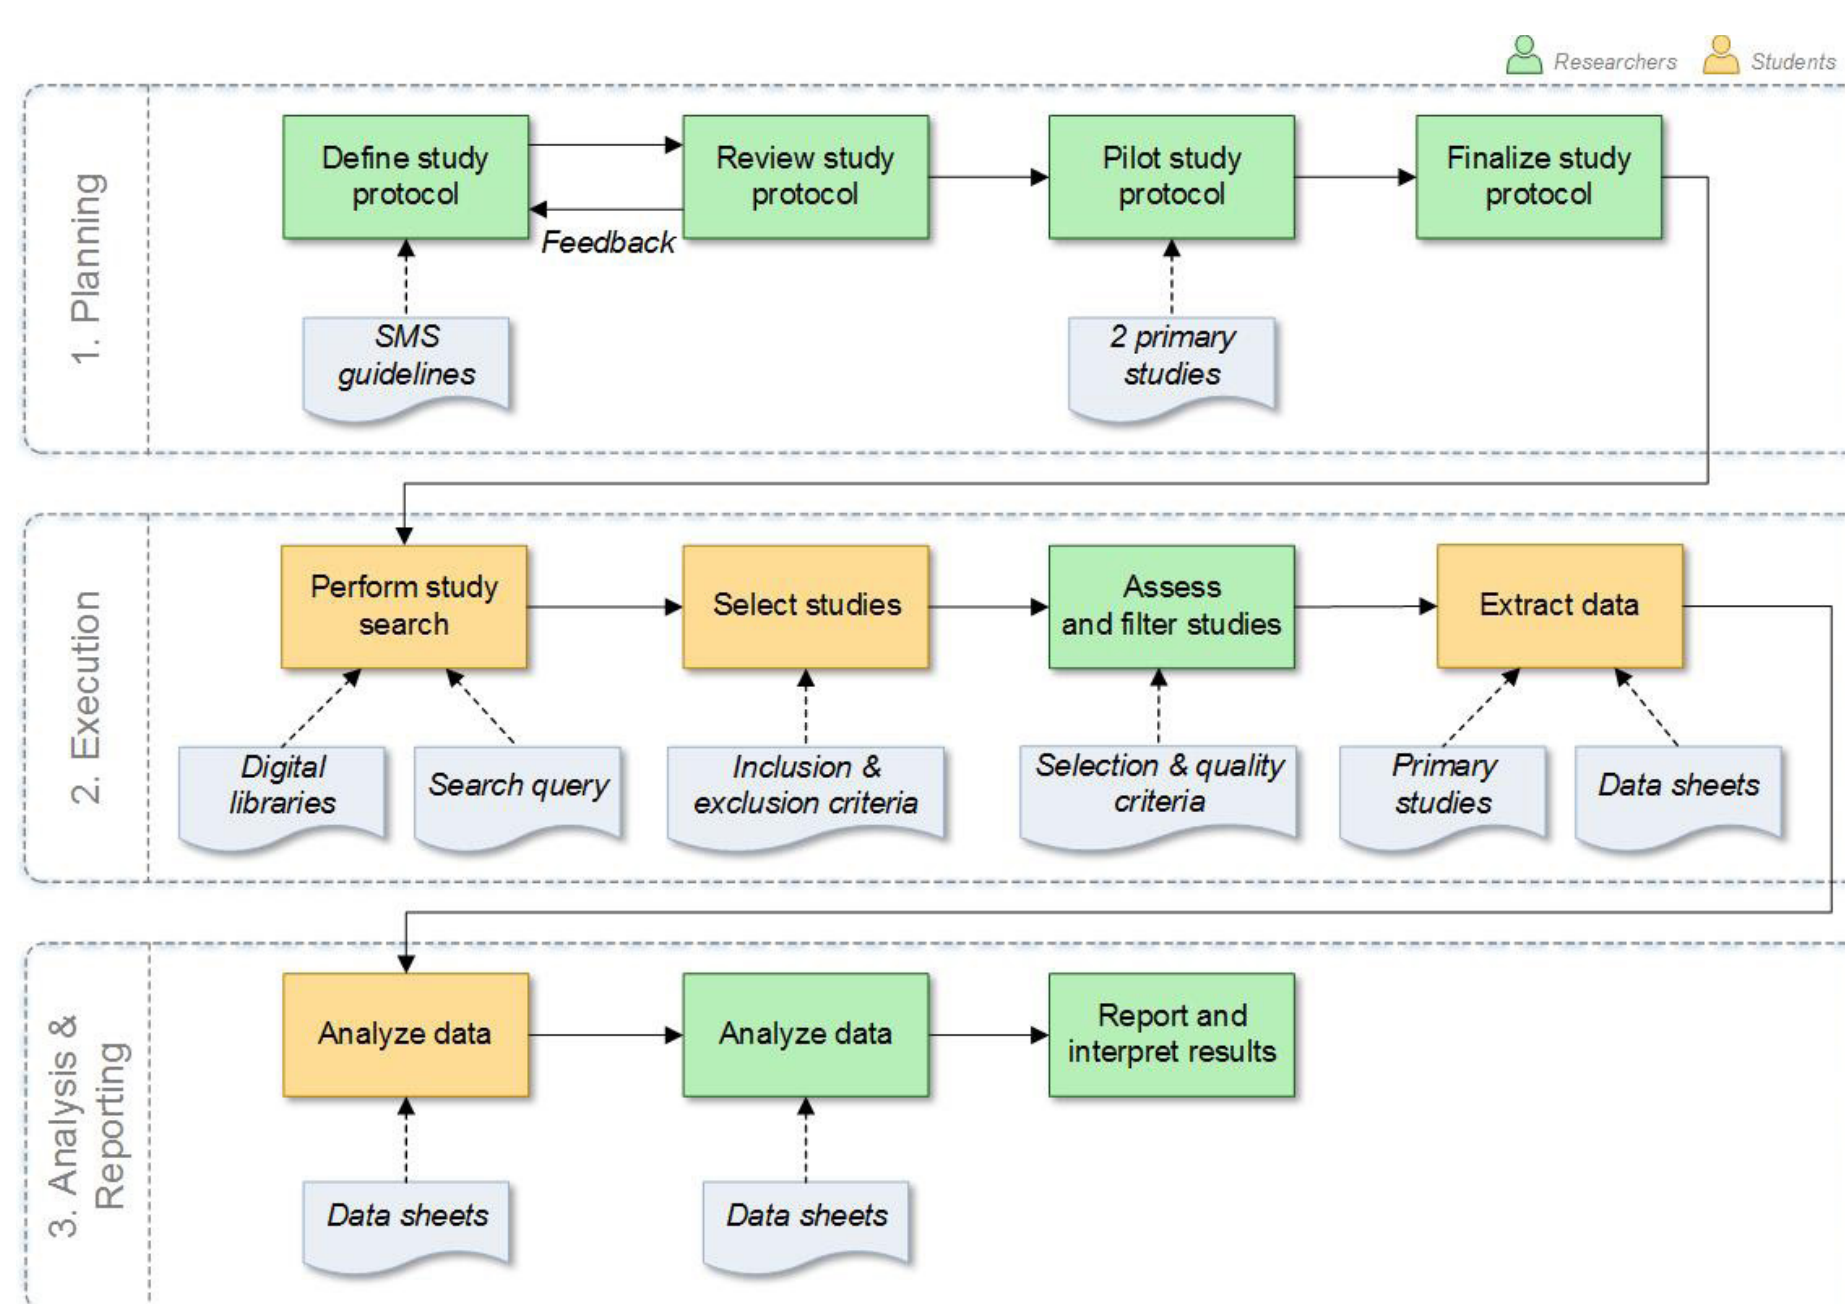 Researchers
Students
1. Planning
Define study
protocol
Review study
protocol
Pilot study
protocol
Finalize study
protocol
Feedback
SMS
guidelines
2 primary
studies
2. Execution
Perform study
search
Select studies
Assess
and filter studies
Extract data
Digital
libraries
Search query
Inclusion &
exclusion criteria
Selection & quality
criteria
Primary
studies
Data sheets
3. Analysis &
Reporting
Analyze data
Analyze data
Report and
interpret results
Data sheets
Data sheets